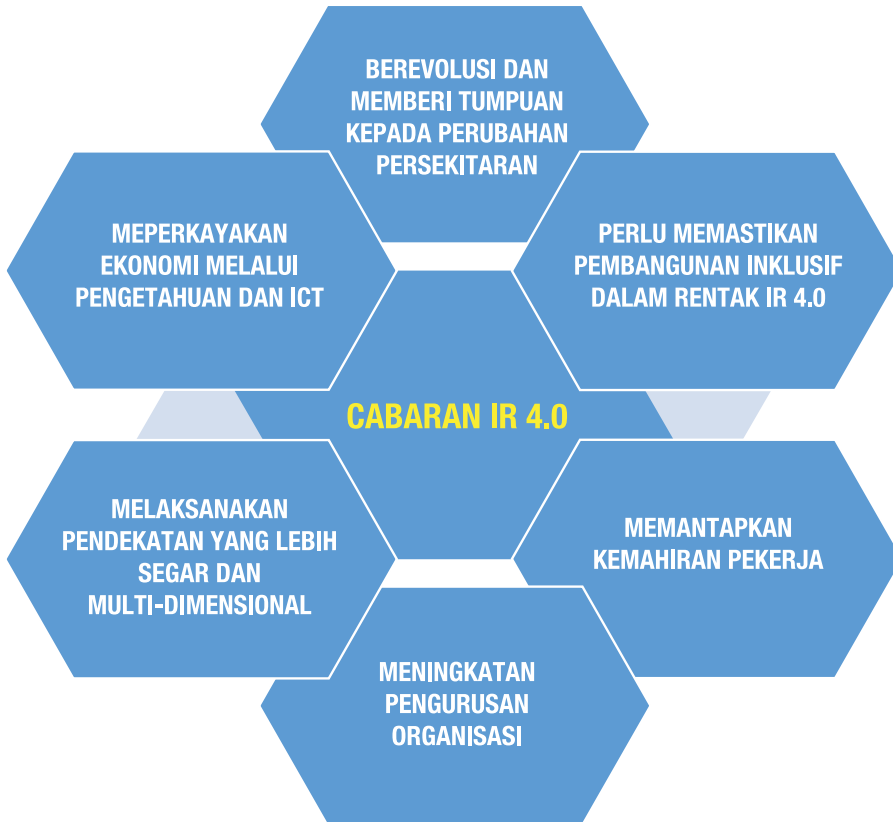 BEREVOLUSI DAN
MEMBERI TUMPUAN
KEPADA PERUBAHAN
PERSEKITARAN
MEPERKAYAKAN
EKONOMI MELALUI
PENGETAHUAN DAN ICT
PERLU MEMASTIKAN
PEMBANGUNAN INKLUSIF
DALAM RENTAK IR 4.0
CABARAN IR 4.0
MELAKSANAKAN
PENDEKATAN YANG LEBIH
SEGAR DAN
MULTI-DIMENSIONAL
MEMANTAPKAN
KEMAHIRAN PEKERJA
MENINGKATAN
PENGURUSAN
ORGANISASI